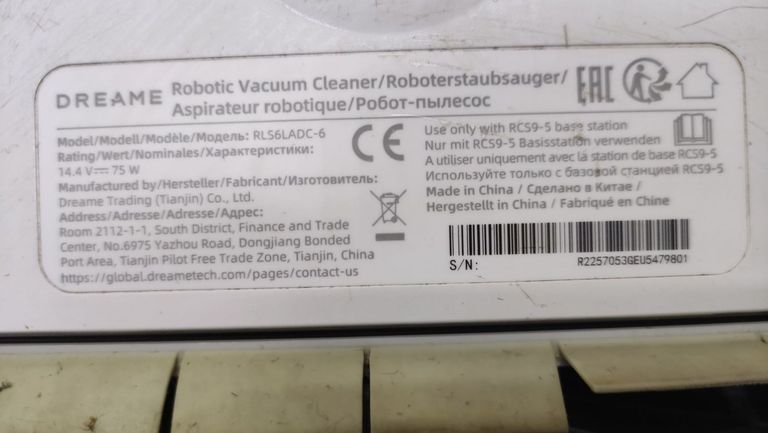 DREAME
Robotic Vacuum Cleaner/Roboterstaubsauger/
Aspirateur robotique/Робот-пылесос
EAC
Model/Modell/Modèle/Модель: RLS6LADC-6
Rating/Wert/Nominales/Характеристики:
14.4 V⎓ 75 W
Manufactured by/Hersteller/Fabricant/Изготовитель:
Dreame Trading (Tianjin) Co., Ltd.
Address/Adresse/Adresse/Адрес:
Room 2112-1-1, South District, Finance and Trade
Center, No.6975 Yazhou Road, Dongjiang Bonded
Port Area, Tianjin Pilot Free Trade Zone, Tianjin, China
https://global.dreametech.com/pages/contact-us
CE
Use only with RCS9-5 base station
Nur mit RCS9-5 Basisstation verwenden
A utiliser uniquement avec la station de base RCS9-5
Используйте только с базовой станцией RCS9-5
Made in China / Сделано в Китае /
Hergestellt in China / Fabriqué en Chine
S/N:
R2257053GEU5479801